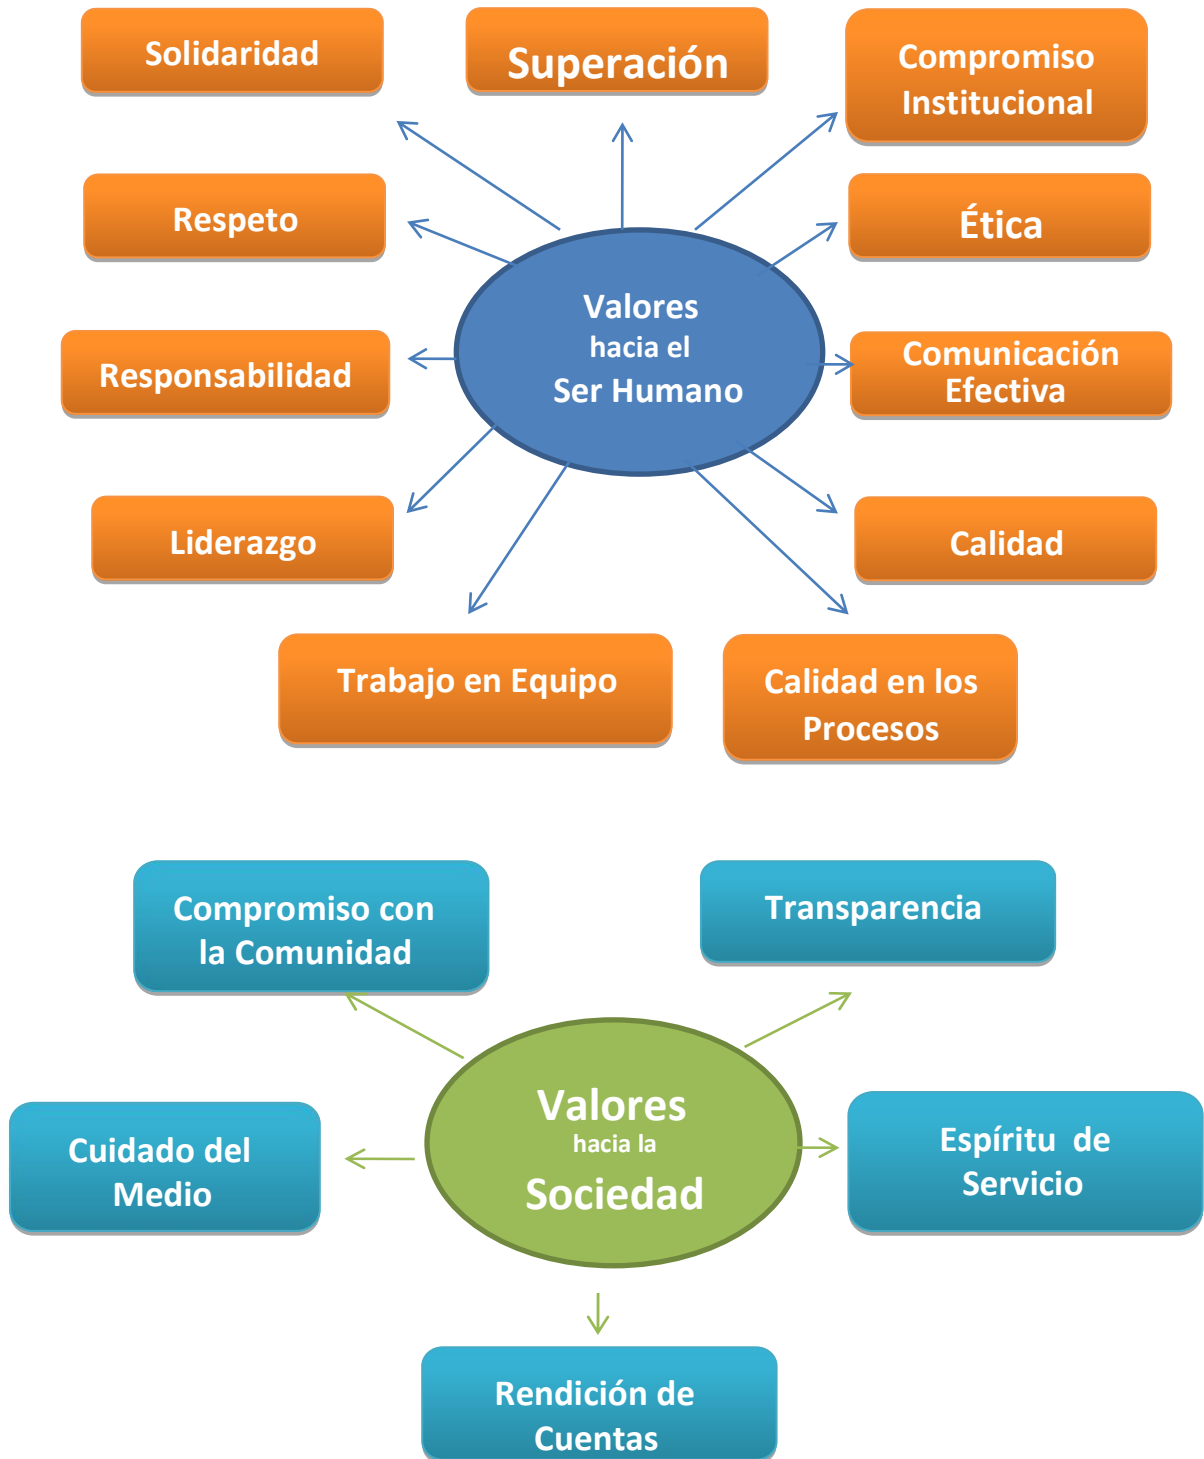 Solidaridad
Superación
Compromiso
Institucional
Respeto
Ética
Valores
hacia el
Ser Humano
Responsabilidad
Comunicación
Efectiva
Liderazgo
Calidad
Trabajo en Equipo
Calidad en los
Procesos
Compromiso con
la Comunidad
Transparencia
Valores
hacia la
Sociedad
Cuidado del
Medio
Espíritu de
Servicio
Rendición de
Cuentas